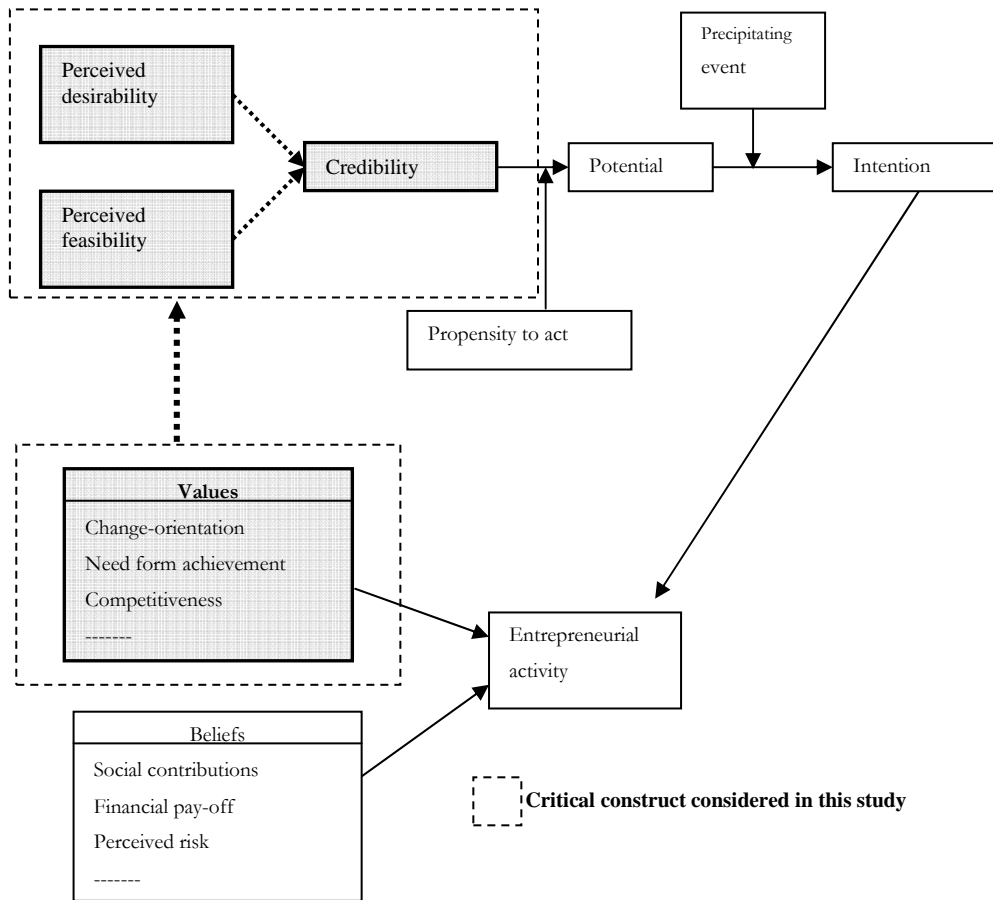 Precipitating
event
Perceived
desirability
Credibility
Potential
Intention
Perceived
feasibility
Propensity to act
Values
Change-orientation
Need form achievement
Competitiveness
-------
Entrepreneurial
activity
Beliefs
Social contributions
Financial pay-off
Perceived risk
-------
Critical construct considered in this study